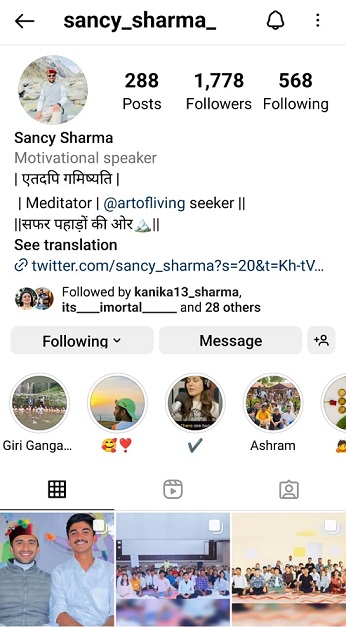 sancy_sharma_
288 1,778 568
Posts Followers Following
Sancy Sharma
Motivational speaker
| एतदपि गमिष्यति |
| Meditator | @artofliving seeker ||
||सफर पहाड़ों की ओर🏔️||
See translation
twitter.com/sancy_sharma?s=20&t=Kh-tV...
Followed by kanika13_sharma,
its____imortal______ and 28 others
Following Message
Giri Ganga... 🥰❣️ ✔️ Ashram